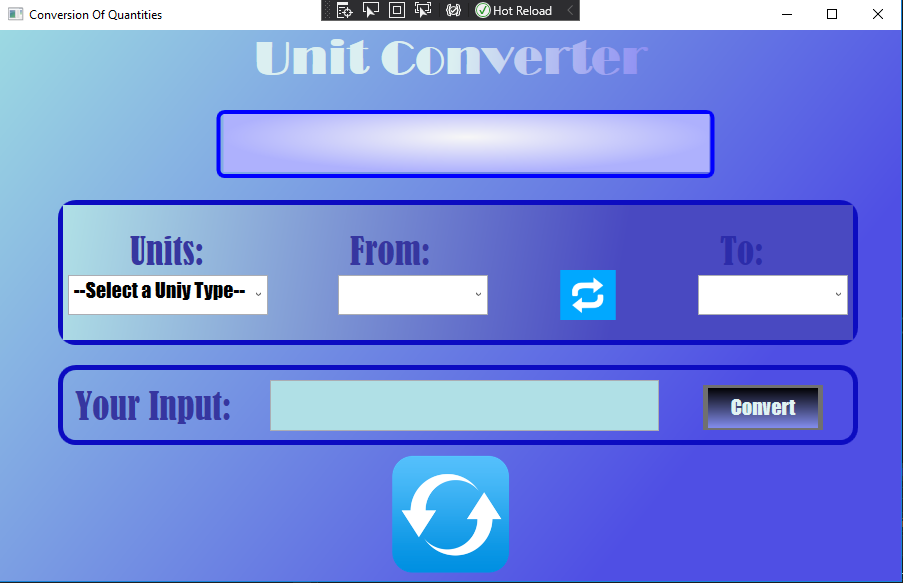 Conversion Of Quantities
Hot Reload
Unit Converter
Units:
From:
To:
--Select a Uniy Type--
Your Input:
Convert